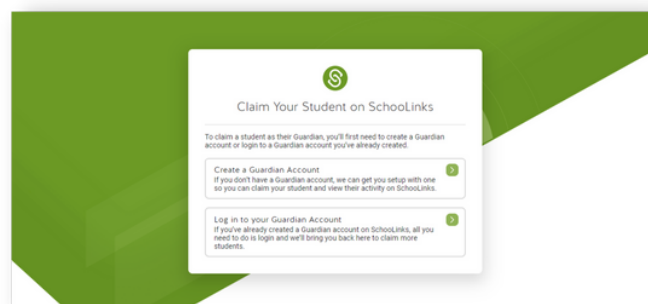 Claim Your Student on SchooLinks
To claim a student as their Guardian, you'll first need to create a Guardian
account or login to a Guardian account you've already created.
Create a Guardian Account
If you don't have a Guardian account, we can get you setup with one
so you can claim your student and view their activity on SchooLinks.
Log in to your Guardian Account
If you've already created a Guardian account on SchooLinks, all you
need to do is login and we'll bring you back here to claim more
students.